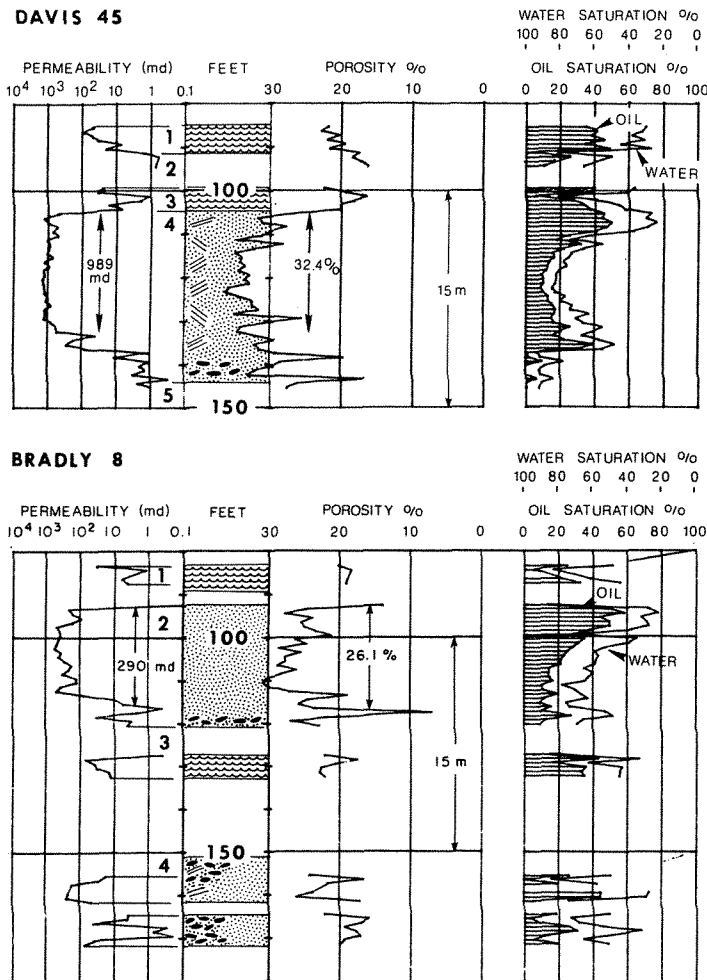 DAVIS 45
WATER SATURATION %
100 80 60 40 20 0
PERMEABILITY (md) FEET POROSITY % OIL SATURATION %
10⁴ 10³ 10² 10 1 0.1 30 20 10 0 0 20 40 60 80 100
OIL
1
WATER
2
100
3
4
989 md
32.4%
15 m
5
150
BRADLY 8
WATER SATURATION %
100 80 60 40 20 0
PERMEABILITY (md) FEET POROSITY % OIL SATURATION %
10⁴ 10³ 10² 10 1 0.1 30 20 10 0 0 20 40 60 80 100
1
OIL
2
100
290 md
26.1 %
WATER
3
15 m
150
4